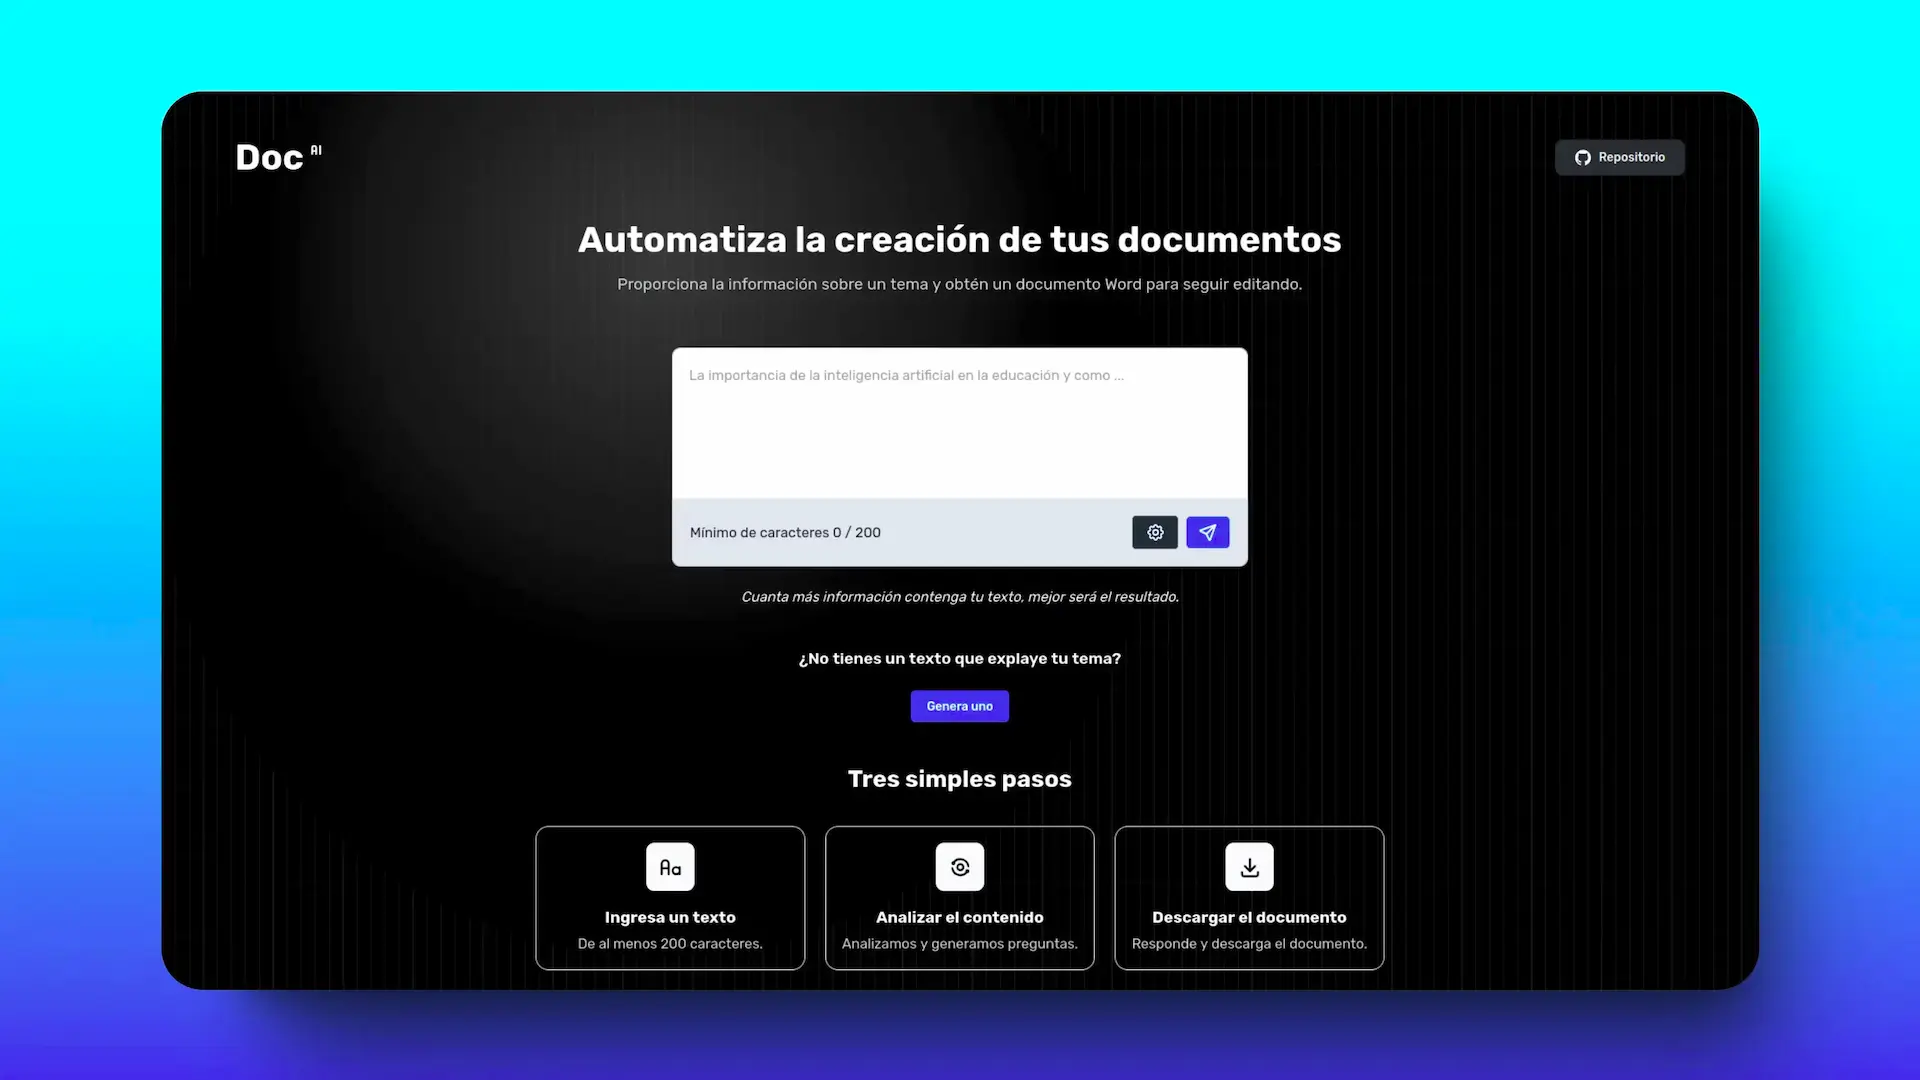 Doc AI
Repositorio
Automatiza la creación de tus documentos
Proporciona la información sobre un tema y obtén un documento Word para seguir editando.
La importancia de la inteligencia artificial en la educación y como ...
Mínimo de caracteres 0 / 200
Cuanta más información contenga tu texto, mejor será el resultado.
¿No tienes un texto que explaye tu tema?
Genera uno
Tres simples pasos
Aa
Ingresa un texto
De al menos 200 caracteres.
Analizar el contenido
Analizamos y generamos preguntas.
Descargar el documento
Responde y descarga el documento.